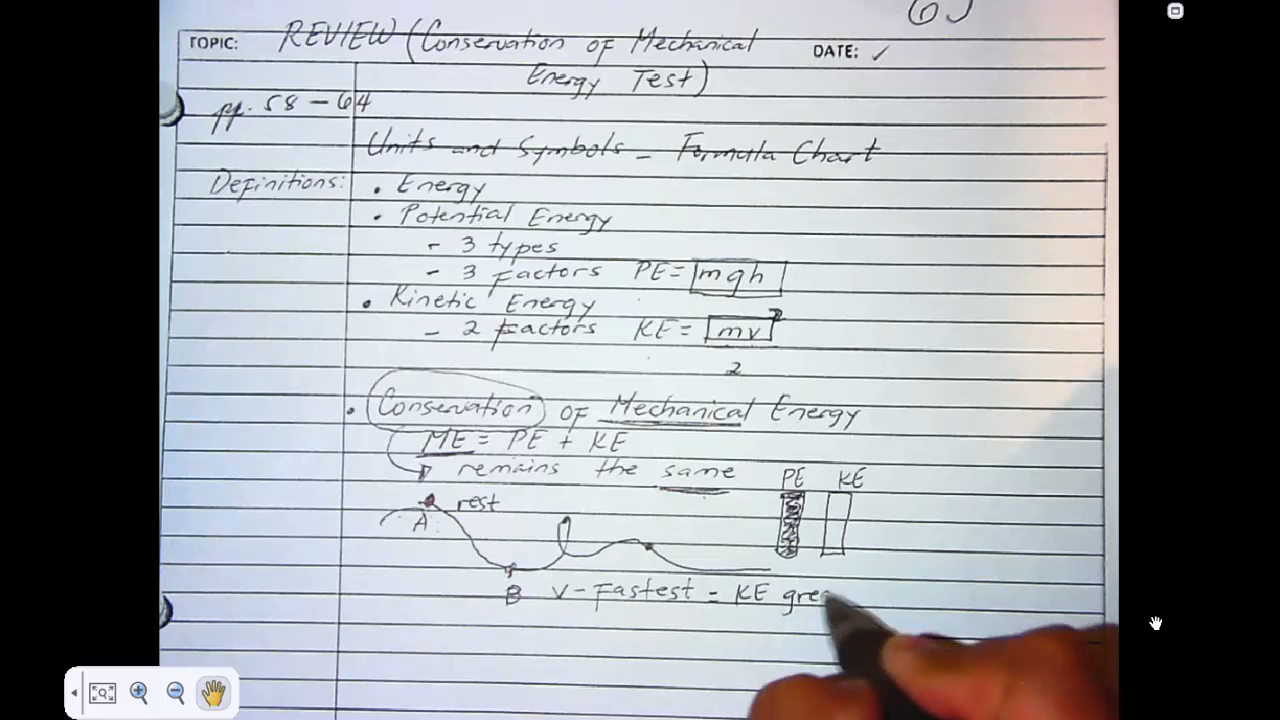 65
TOPIC: REVIEW (Conservation of Mechanical Energy Test) DATE: ✓
pp. 58 – 64
Units and Symbols – Formula Chart
Definitions: • Energy
• Potential Energy
- 3 types
- 3 Factors PE = mgh
• Kinetic Energy
- 2 Factors KE = mv²
2
• Conservation of Mechanical Energy
ME = PE + KE
remains the same
PE KE
rest
A
B V - Fastest = KE gre